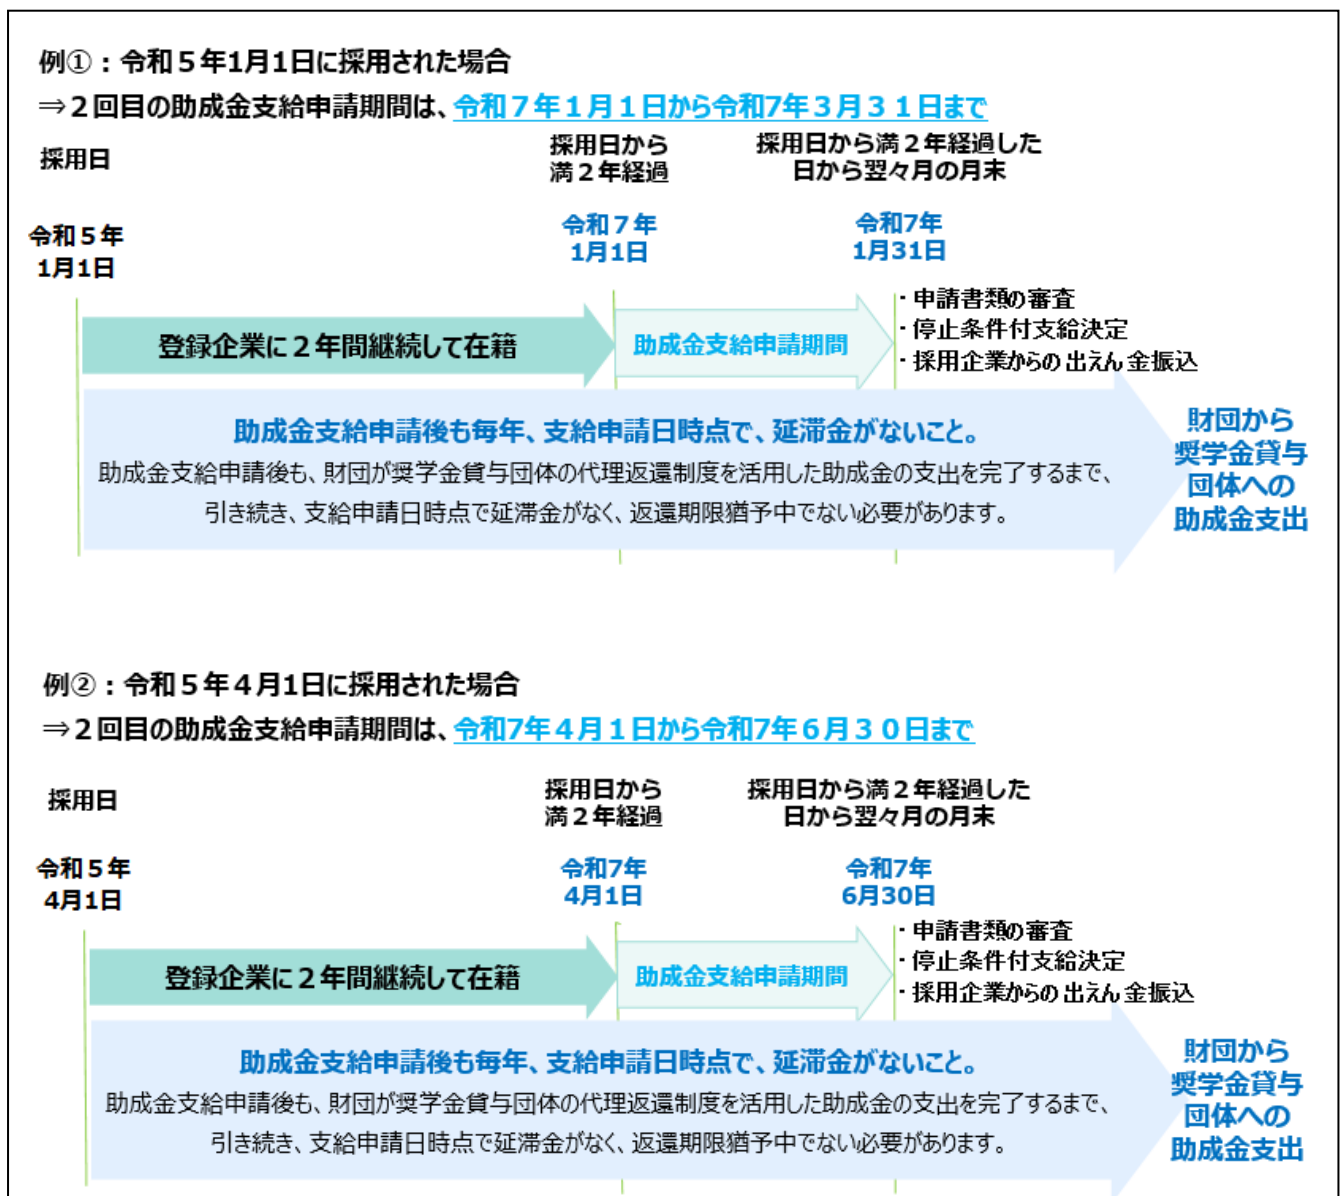 例①：令和５年1月1日に採用された場合
⇒２回目の助成金支給申請期間は、令和７年１月１日から令和7年３月３１日まで
採用日
採用日から
満２年経過
採用日から満２年経過した
日から翌々月の月末
令和５年
1月1日
令和７年
1月1日
令和7年
1月31日
登録企業に２年間継続して在籍
助成金支給申請期間
・申請書類の審査
・停止条件付支給決定
・採用企業からの出えん金振込
助成金支給申請後も毎年、支給申請日時点で、延滞金がないこと。
助成金支給申請後も、財団が奨学金貸与団体の代理返還制度を活用した助成金の支出を完了するまで、
引き続き、支給申請日時点で延滞金がなく、返還期限猶予中でない必要があります。
財団から
奨学金貸与
団体への
助成金支出
例②：令和５年４月1日に採用された場合
⇒２回目の助成金支給申請期間は、令和7年４月１日から令和7年６月３０日まで
採用日
採用日から
満２年経過
採用日から満２年経過した
日から翌々月の月末
令和５年
4月1日
令和7年
4月1日
令和7年
6月30日
登録企業に２年間継続して在籍
助成金支給申請期間
・申請書類の審査
・停止条件付支給決定
・採用企業からの出えん金振込
助成金支給申請後も毎年、支給申請日時点で、延滞金がないこと。
助成金支給申請後も、財団が奨学金貸与団体の代理返還制度を活用した助成金の支出を完了するまで、
引き続き、支給申請日時点で延滞金がなく、返還期限猶予中でない必要があります。
財団から
奨学金貸与
団体への
助成金支出